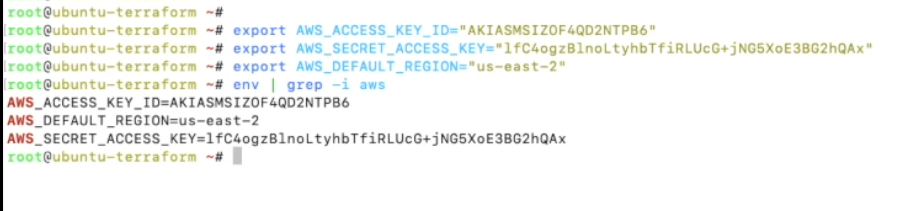 root@ubuntu-terraform ~#
root@ubuntu-terraform ~# export AWS_ACCESS_KEY_ID="AKIASMSIZOF4QD2NTPB6"
root@ubuntu-terraform ~# export AWS_SECRET_ACCESS_KEY="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"
root@ubuntu-terraform ~# export AWS_DEFAULT_REGION="us-east-2"
root@ubuntu-terraform ~# env | grep -i aws
AWS_ACCESS_KEY_ID=AKIASMSIZOF4QD2NTPB6
AWS_DEFAULT_REGION=us-east-2
AWS_SECRET_ACCESS_KEY=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
root@ubuntu-terraform ~#